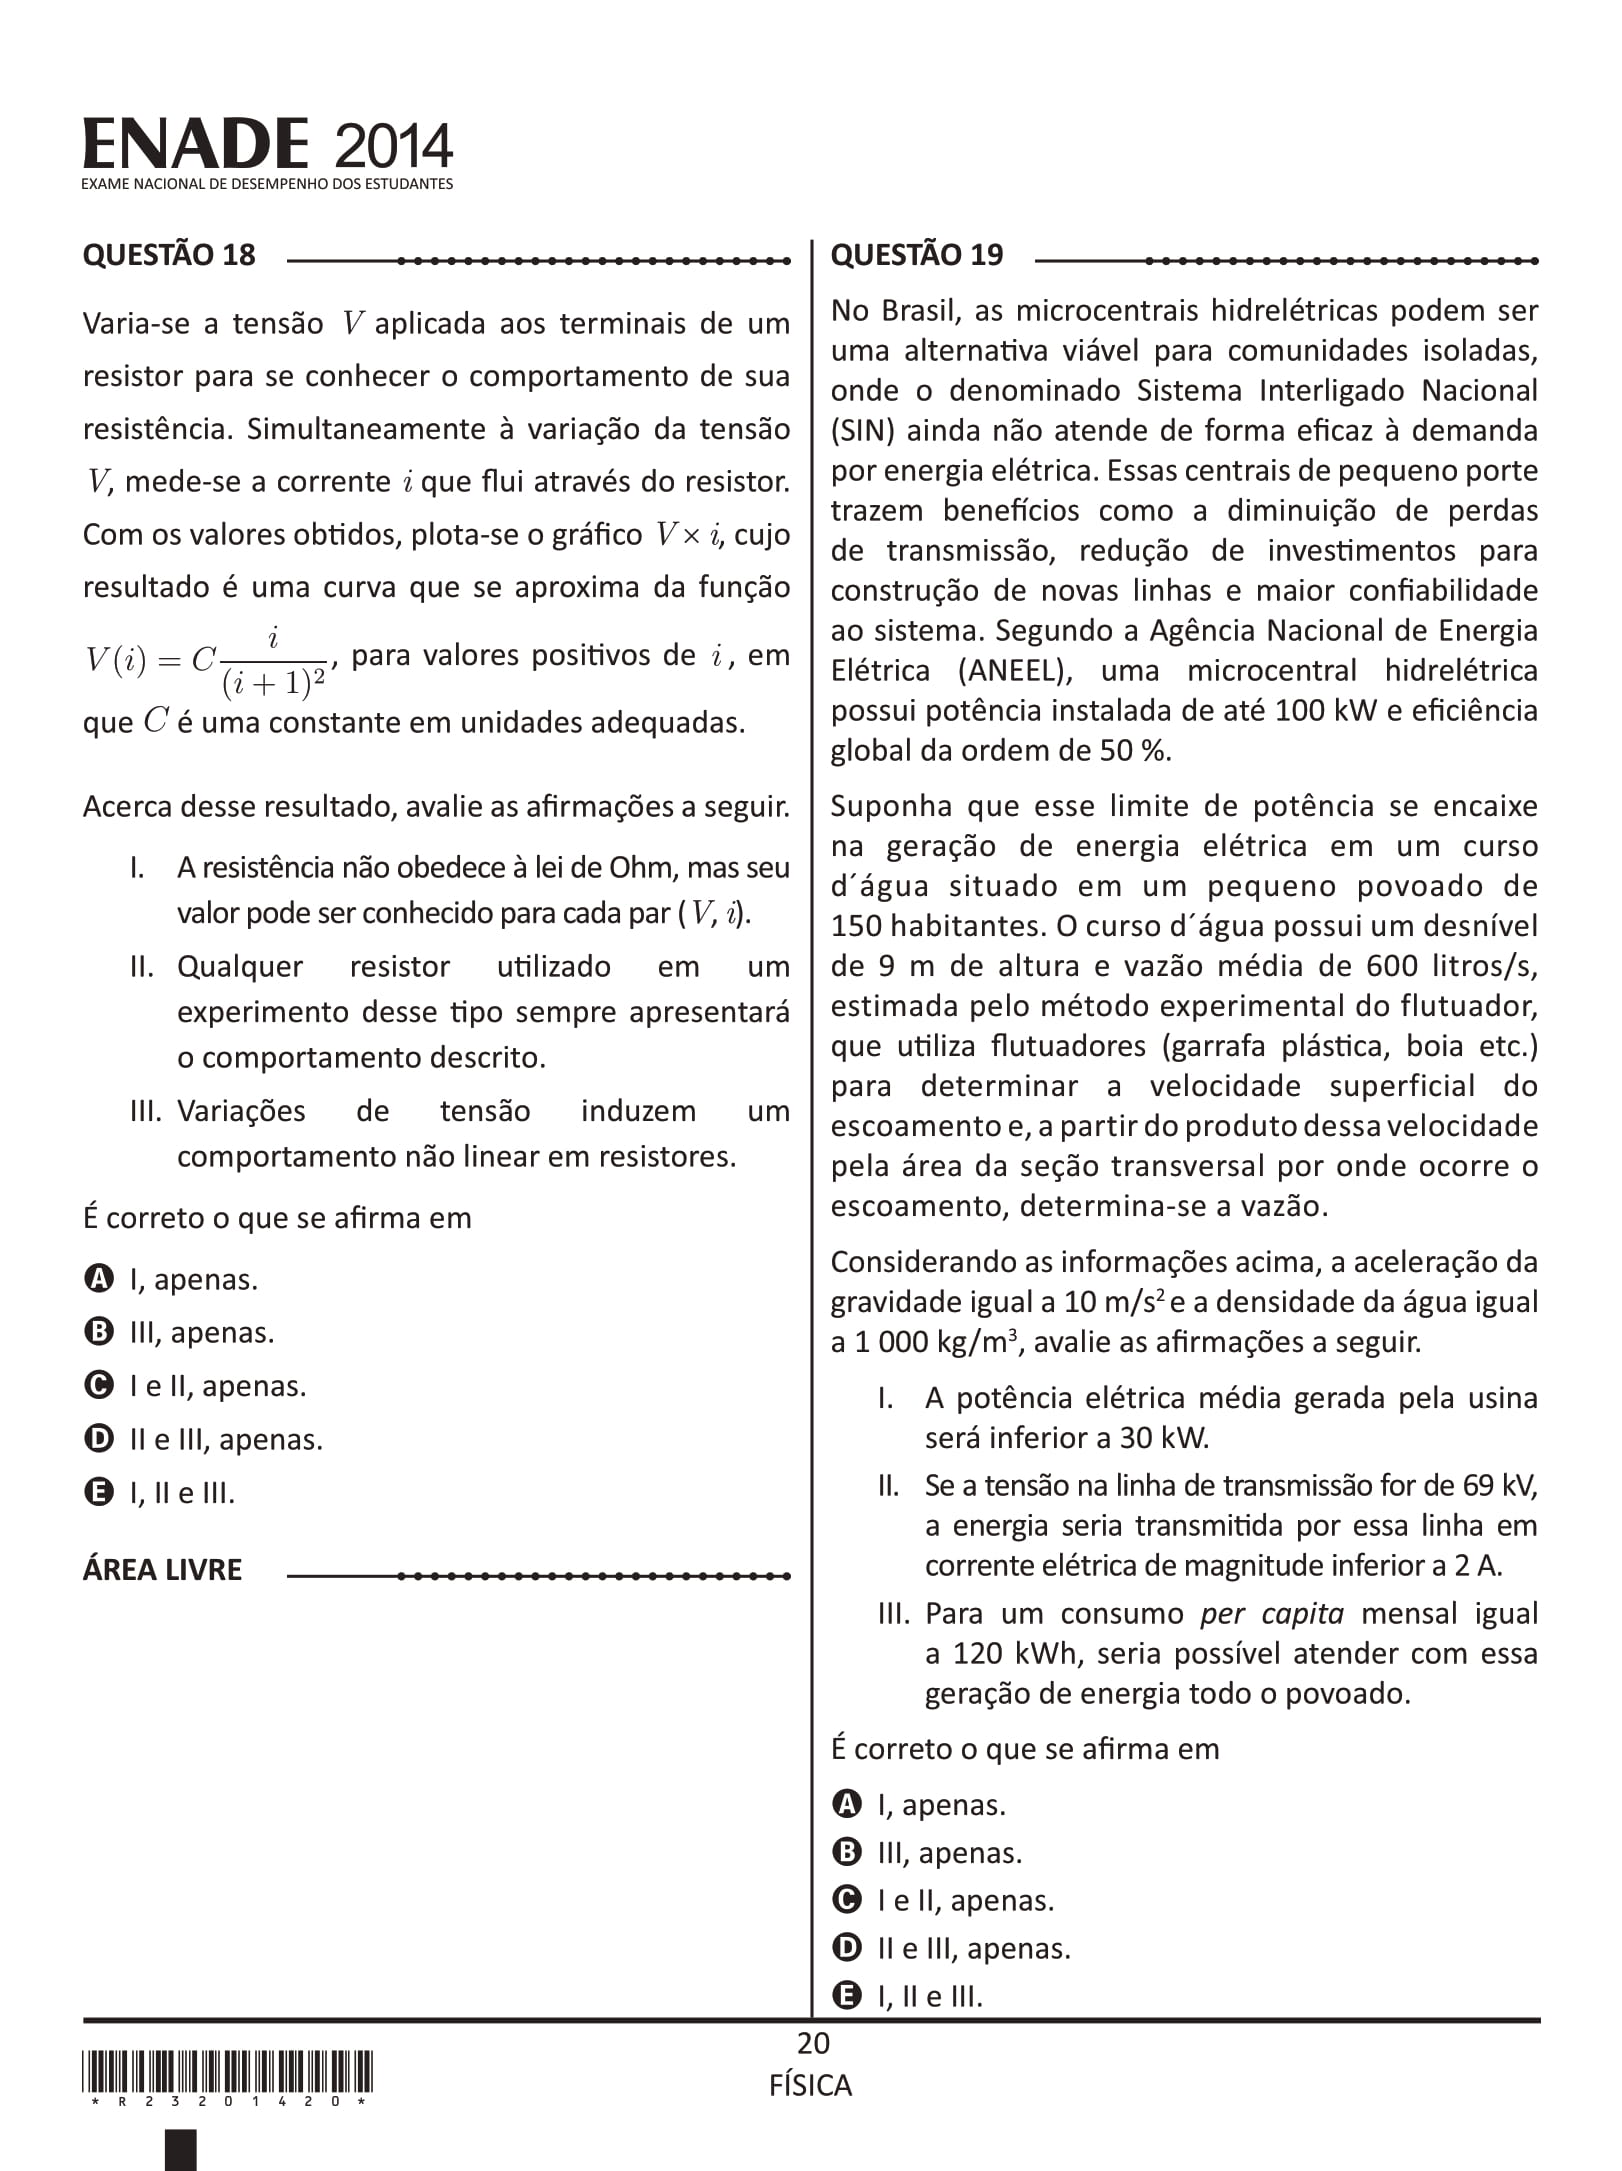 ENADE 2014
EXAME NACIONAL DE DESEMPENHO DOS ESTUDANTES
QUESTÃO 18
Varia-se a tensão V aplicada aos terminais de um
resistor para se conhecer o comportamento de sua
resistência. Simultaneamente à variação da tensão
V, mede-se a corrente i que flui através do resistor.
Com os valores obtidos, plota-se o gráfico V × i, cujo
resultado é uma curva que se aproxima da função
V(i) = C i/(i + 1)², para valores positivos de i, em
que C é uma constante em unidades adequadas.
Acerca desse resultado, avalie as afirmações a seguir.
I. A resistência não obedece à lei de Ohm, mas seu
valor pode ser conhecido para cada par (V, i).
II. Qualquer resistor utilizado em um
experimento desse tipo sempre apresentará
o comportamento descrito.
III. Variações de tensão induzem um
comportamento não linear em resistores.
É correto o que se afirma em
A I, apenas.
B III, apenas.
C I e II, apenas.
D II e III, apenas.
E I, II e III.
ÁREA LIVRE
QUESTÃO 19
No Brasil, as microcentrais hidrelétricas podem ser
uma alternativa viável para comunidades isoladas,
onde o denominado Sistema Interligado Nacional
(SIN) ainda não atende de forma eficaz à demanda
por energia elétrica. Essas centrais de pequeno porte
trazem benefícios como a diminuição de perdas
de transmissão, redução de investimentos para
construção de novas linhas e maior confiabilidade
ao sistema. Segundo a Agência Nacional de Energia
Elétrica (ANEEL), uma microcentral hidrelétrica
possui potência instalada de até 100 kW e eficiência
global da ordem de 50 %.
Suponha que esse limite de potência se encaixe
na geração de energia elétrica em um curso
d´água situado em um pequeno povoado de
150 habitantes. O curso d´água possui um desnível
de 9 m de altura e vazão média de 600 litros/s,
estimada pelo método experimental do flutuador,
que utiliza flutuadores (garrafa plástica, boia etc.)
para determinar a velocidade superficial do
escoamento e, a partir do produto dessa velocidade
pela área da seção transversal por onde ocorre o
escoamento, determina-se a vazão.
Considerando as informações acima, a aceleração da
gravidade igual a 10 m/s² e a densidade da água igual
a 1 000 kg/m³, avalie as afirmações a seguir.
I. A potência elétrica média gerada pela usina
será inferior a 30 kW.
II. Se a tensão na linha de transmissão for de 69 kV,
a energia seria transmitida por essa linha em
corrente elétrica de magnitude inferior a 2 A.
III. Para um consumo per capita mensal igual
a 120 kWh, seria possível atender com essa
geração de energia todo o povoado.
É correto o que se afirma em
A I, apenas.
B III, apenas.
C I e II, apenas.
D II e III, apenas.
E I, II e III.
20
FÍSICA
* R 2 3 2 0 1 4 2 0 *